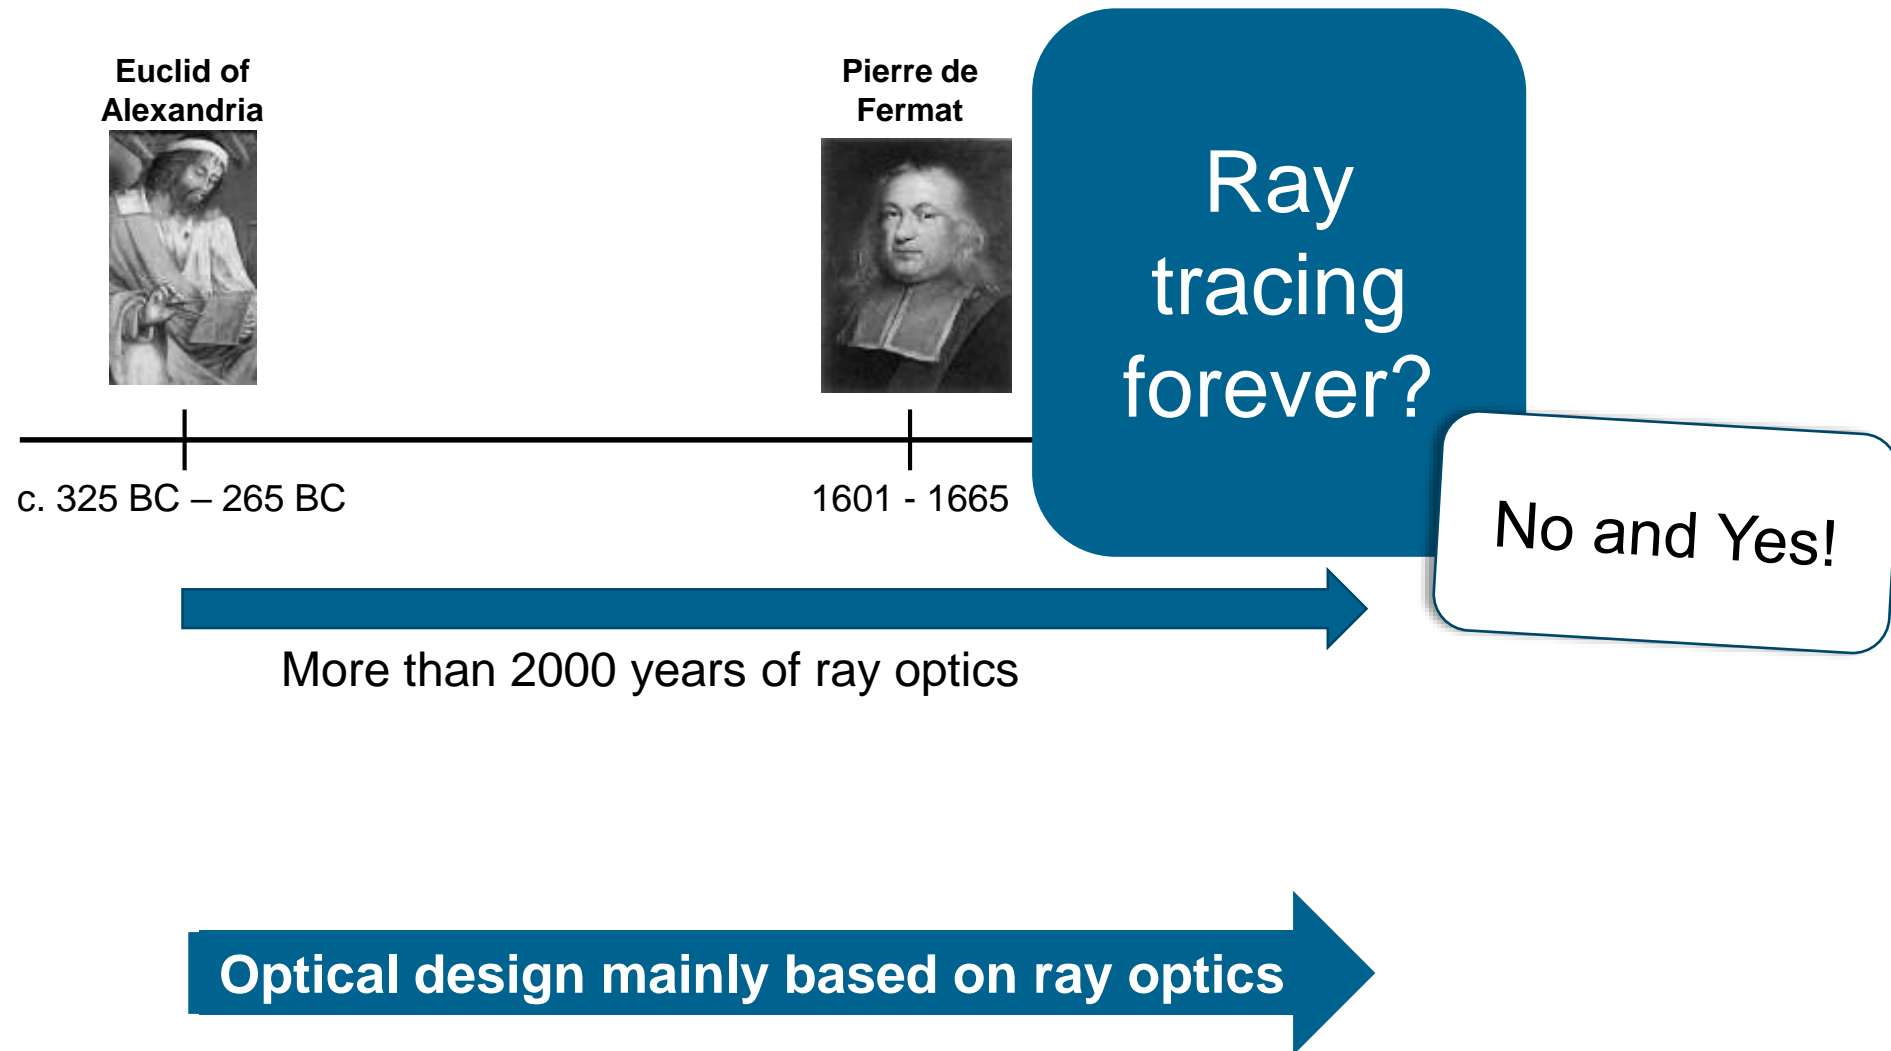 Euclid of
Alexandria
Pierre de
Fermat
Ray
tracing
forever?
c. 325 BC – 265 BC
1601 - 1665
No and Yes!
More than 2000 years of ray optics
Optical design mainly based on ray optics